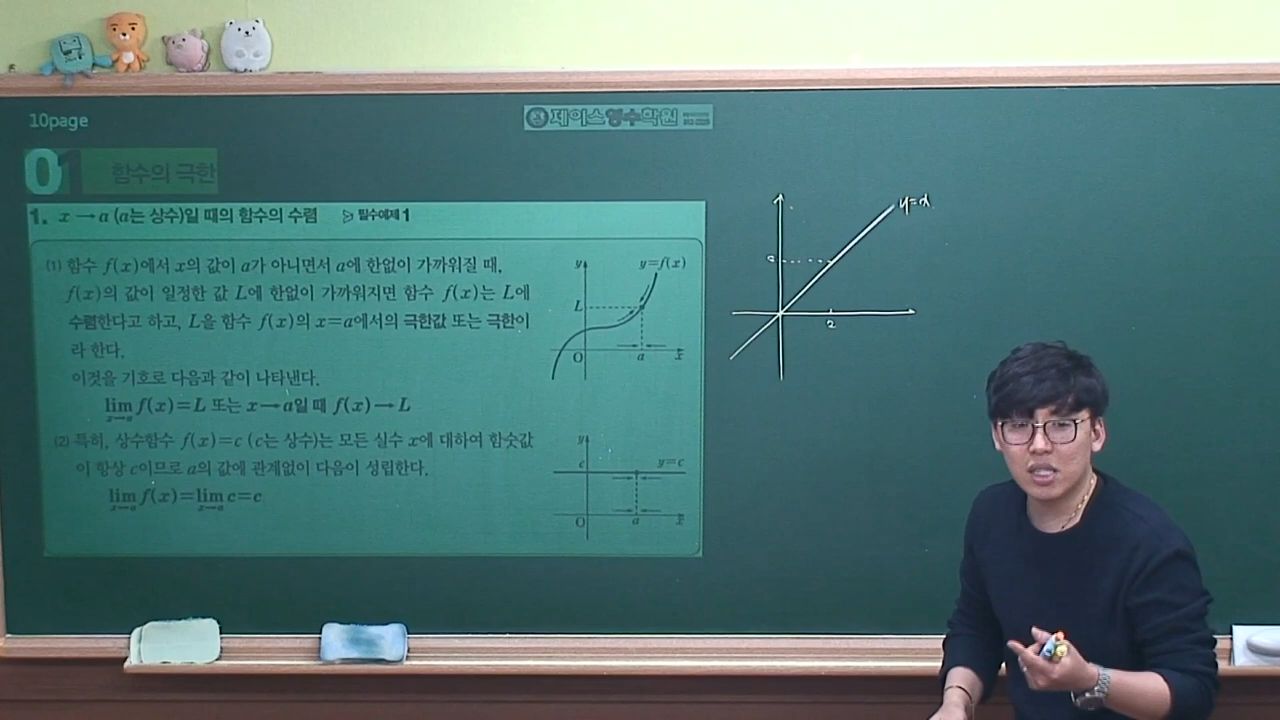 10page
제이스영수학원
01 함수의 극한
1. x → a (a는 상수)일 때의 함수의 수렴 ▷ 필수예제 1
(1) 함수 f(x)에서 x의 값이 a가 아니면서 a에 한없이 가까워질 때,
f(x)의 값이 일정한 값 L에 한없이 가까워지면 함수 f(x)는 L에
수렴한다고 하고, L을 함수 f(x)의 x=a에서의 극한값 또는 극한이
라 한다.
이것을 기호로 다음과 같이 나타낸다.
lim x→a f(x)=L 또는 x→a일 때 f(x)→L
y
y=f(x)
L
O
a
x
(2) 특히, 상수함수 f(x)=c (c는 상수)는 모든 실수 x에 대하여 함숫값
이 항상 c이므로 a의 값에 관계없이 다음이 성립한다.
lim x→a f(x)=lim x→a c=c
y
c
y=c
O
a
x
y=x
2